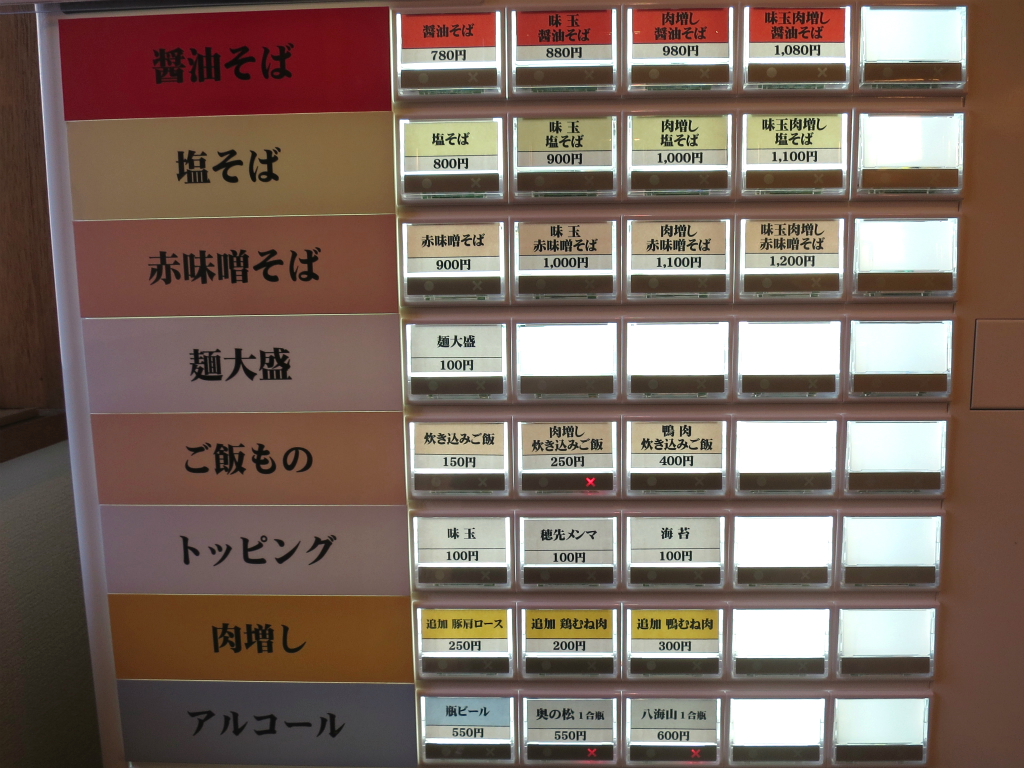 醤油そば
醤油そば
780円
味玉
醤油そば
880円
肉増し
醤油そば
980円
味玉肉増し
醤油そば
1,080円
塩そば
塩そば
800円
味玉
塩そば
900円
肉増し
塩そば
1,000円
味玉肉増し
塩そば
1,100円
赤味噌そば
赤味噌そば
900円
味玉
赤味噌そば
1,000円
肉増し
赤味噌そば
1,100円
味玉肉増し
赤味噌そば
1,200円
麺大盛
麺大盛
100円
ご飯もの
炊き込みご飯
150円
肉増し
炊き込みご飯
250円
鴨肉
炊き込みご飯
400円
トッピング
味玉
100円
穂先メンマ
100円
海苔
100円
肉増し
追加 豚肩ロース
250円
追加 鶏むね肉
200円
追加 鴨むね肉
300円
アルコール
瓶ビール
550円
奥の松 1合瓶
550円
八海山 1合瓶
600円